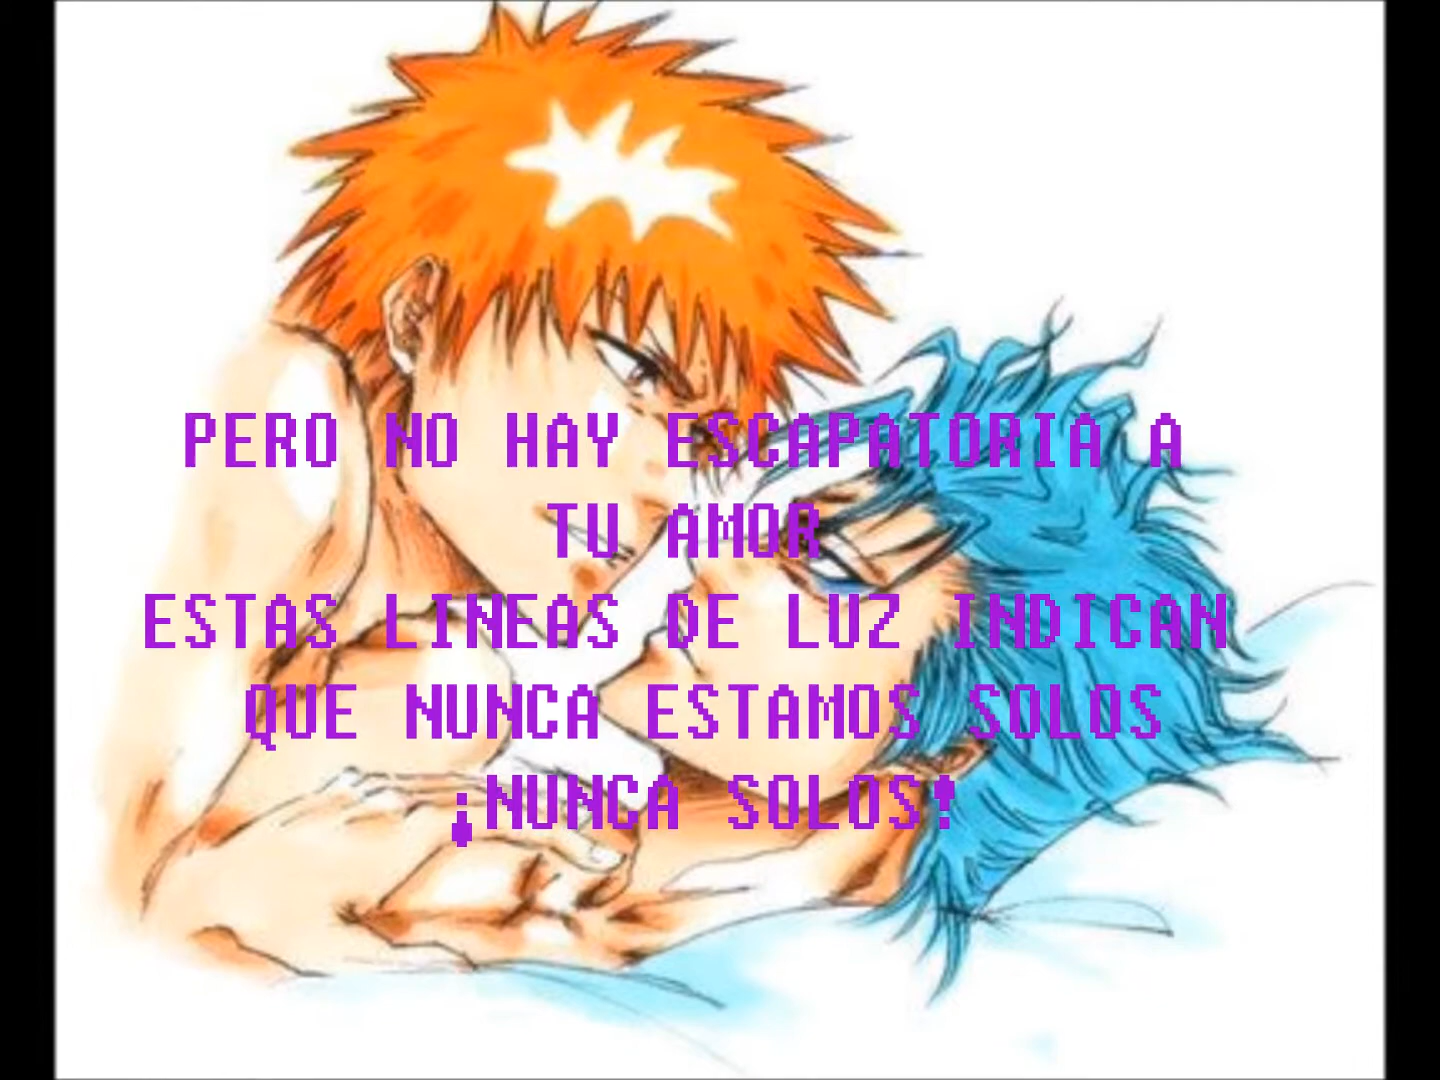 PERO NO HAY ESCAPATORIA A
TU AMOR
ESTAS LINEAS DE LUZ INDICAN
QUE NUNCA ESTAMOS SOLOS
¡NUNCA SOLOS!